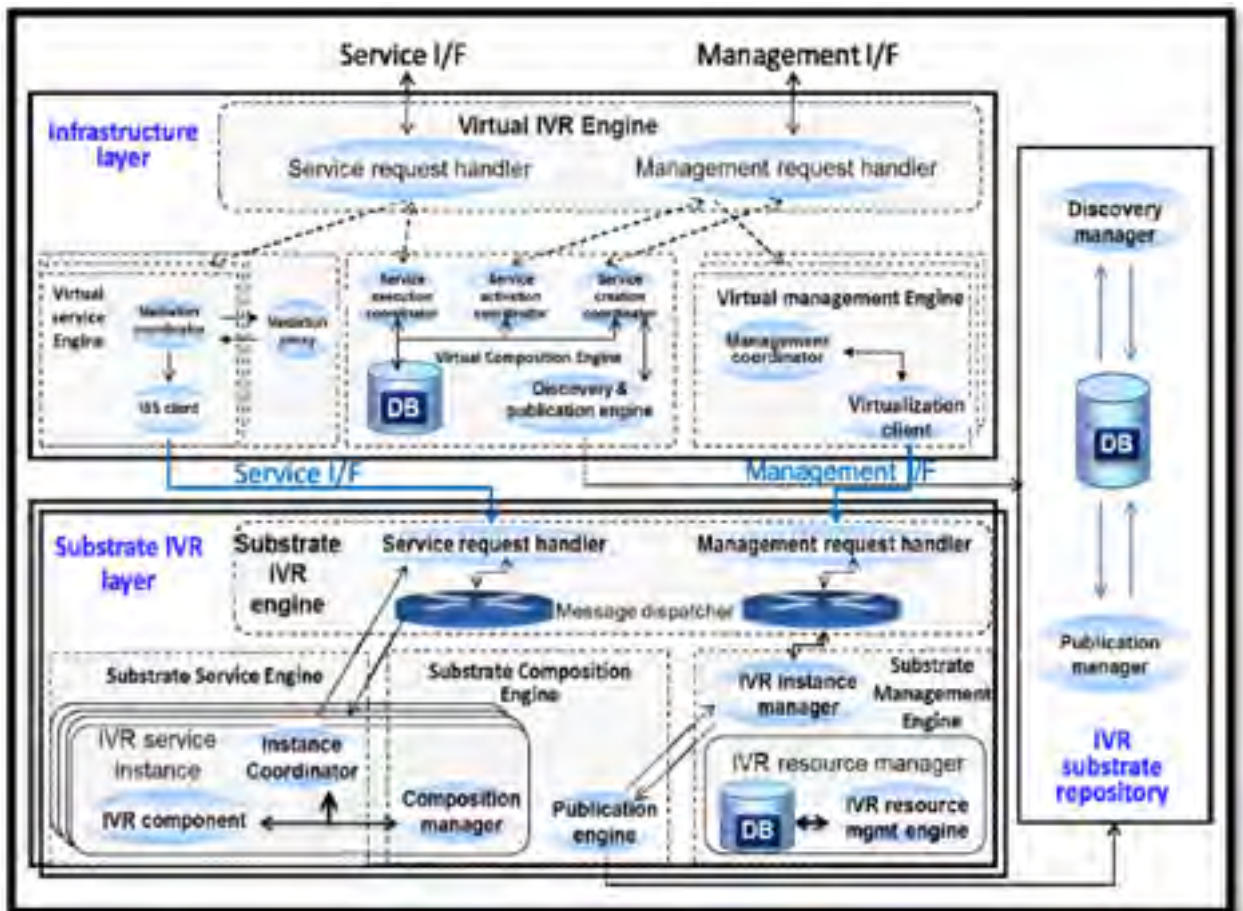 Service I/F
Management I/F
Infrastructure
layer
Virtual IVR Engine
Service request handler
Management request handler
Virtual
service
Engine
Mediation
coordinator
Mediation
proxy
client
Service
execution
coordinator
Service
activation
coordinator
Service
creation
coordinator
Virtual Composition Engine
DB
Discovery &
publication engine
Virtual management Engine
Management
coordinator
Virtualization
client
Service I/F
Management I/F
Substrate IVR
layer
Substrate
IVR
engine
Service request handler
Management request handler
Message dispatcher
Substrate Service Engine
Substrate Composition
Engine
IVR instance
manager
Substrate
Management
Engine
IVR service
instance
Instance
Coordinator
IVR component
Composition
manager
Publication
engine
IVR resource manager
DB
IVR resource
mgmt engine
Discovery
manager
DB
Publication
manager
IVR
substrate
repository